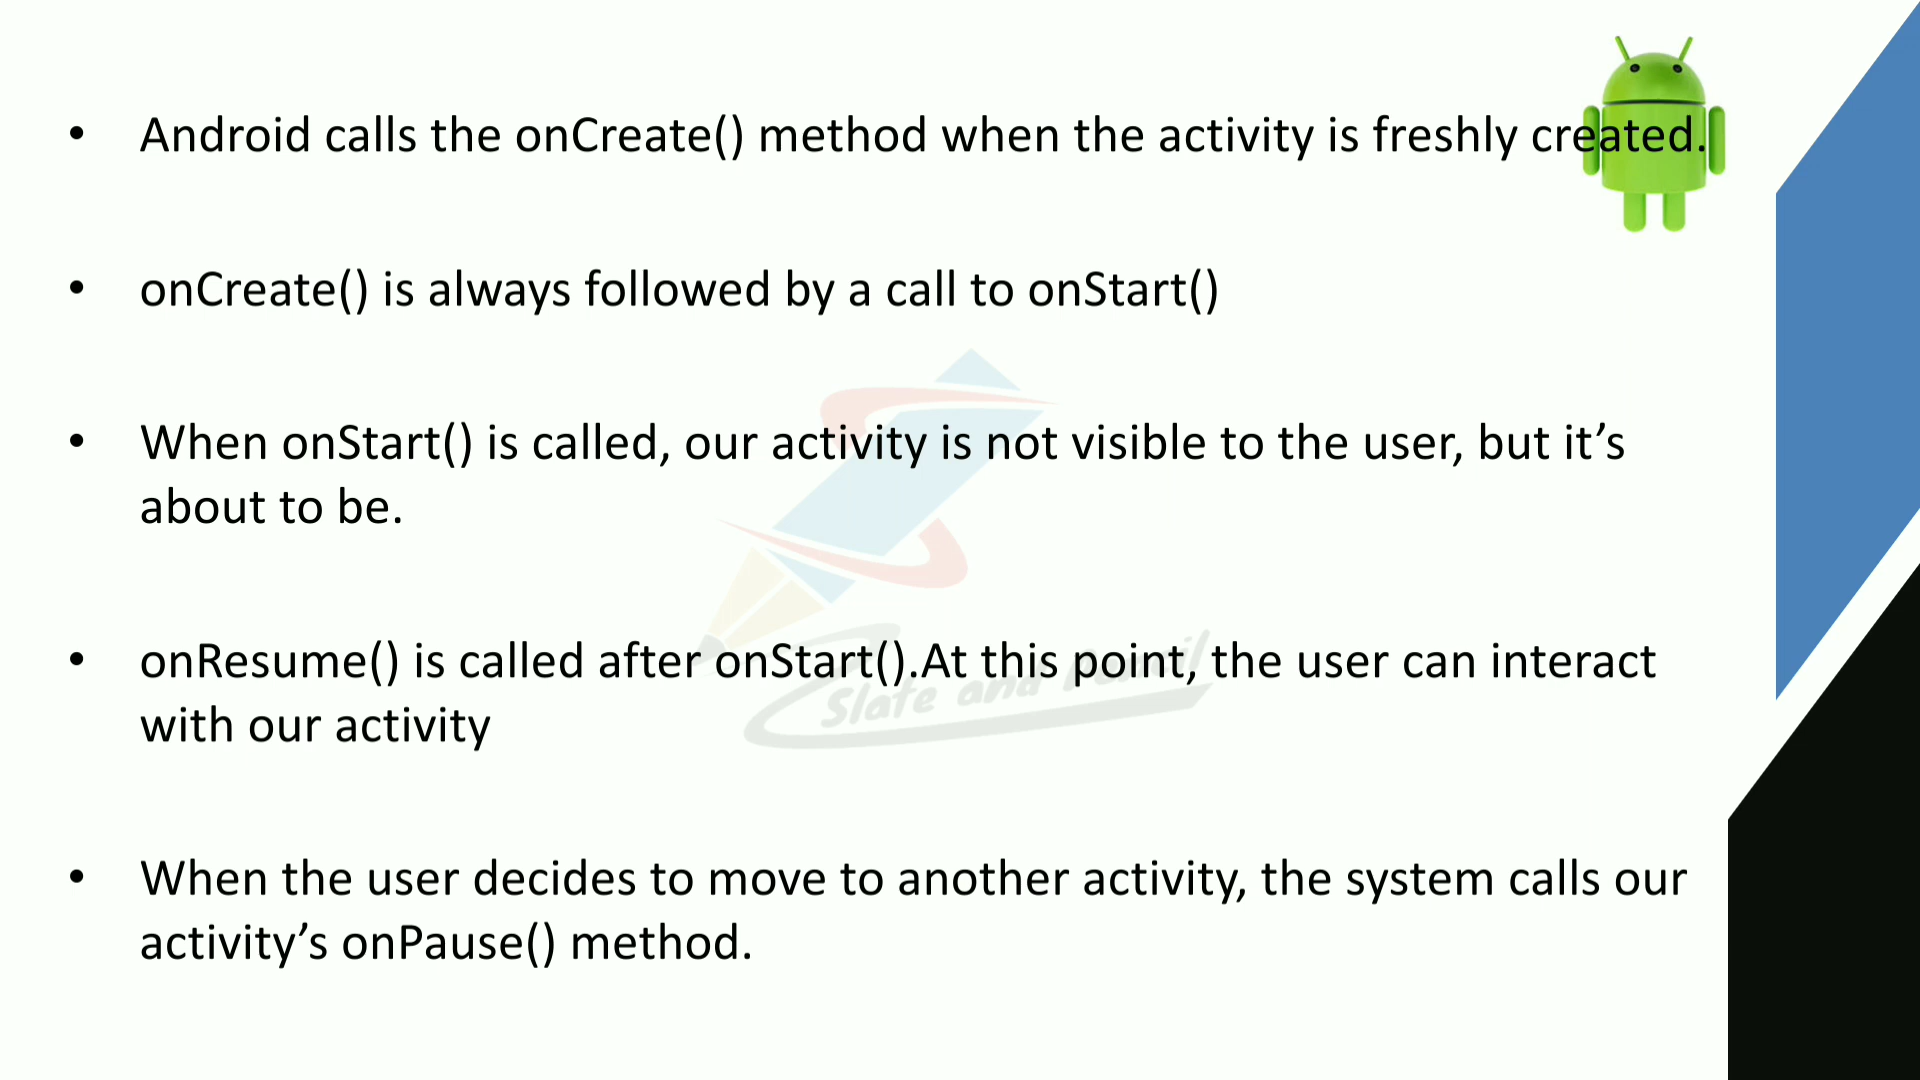 • Android calls the onCreate() method when the activity is freshly created.
• onCreate() is always followed by a call to onStart()
• When onStart() is called, our activity is not visible to the user, but it’s
about to be.
• onResume() is called after onStart().At this point, the user can interact
with our activity
Slate and Pencil
• When the user decides to move to another activity, the system calls our
activity’s onPause() method.